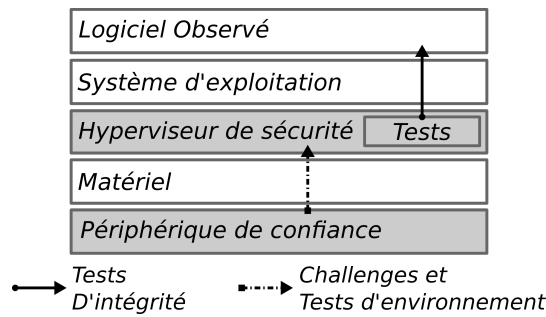 Logiciel Observé
Système d'exploitation
Hyperviseur de sécurité
Tests
Matériel
Périphérique de confiance
Tests
D'intégrité
Challenges et
Tests d'environnement